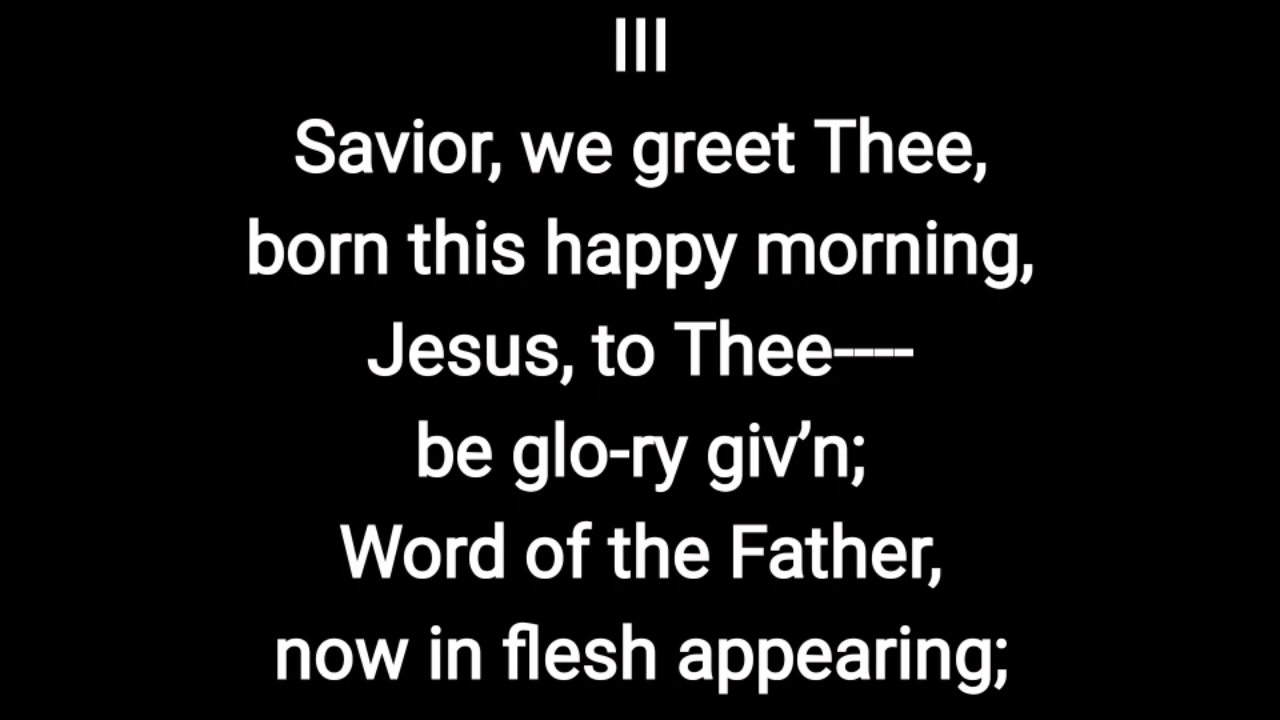 III
Savior, we greet Thee,
born this happy morning,
Jesus, to Thee----
be glo-ry giv’n;
Word of the Father,
now in flesh appearing;